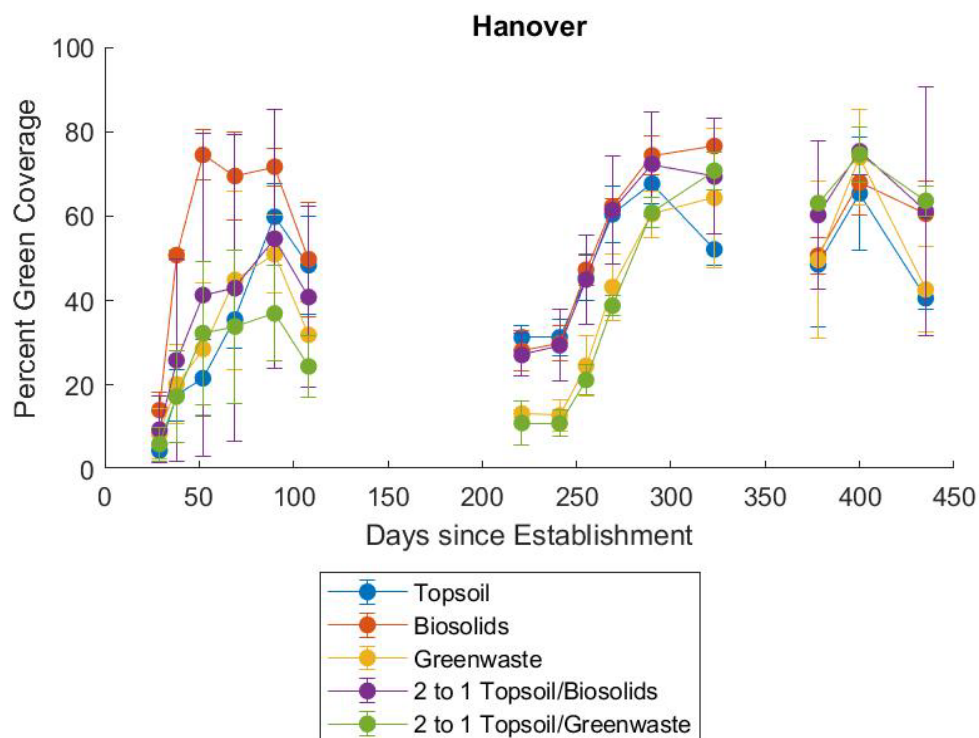 Hanover
100
80
60
40
20
0
Percent Green Coverage
0 50 100 150 200 250 300 350 400 450
Days since Establishment
Topsoil
Biosolids
Greenwaste
2 to 1 Topsoil/Biosolids
2 to 1 Topsoil/Greenwaste